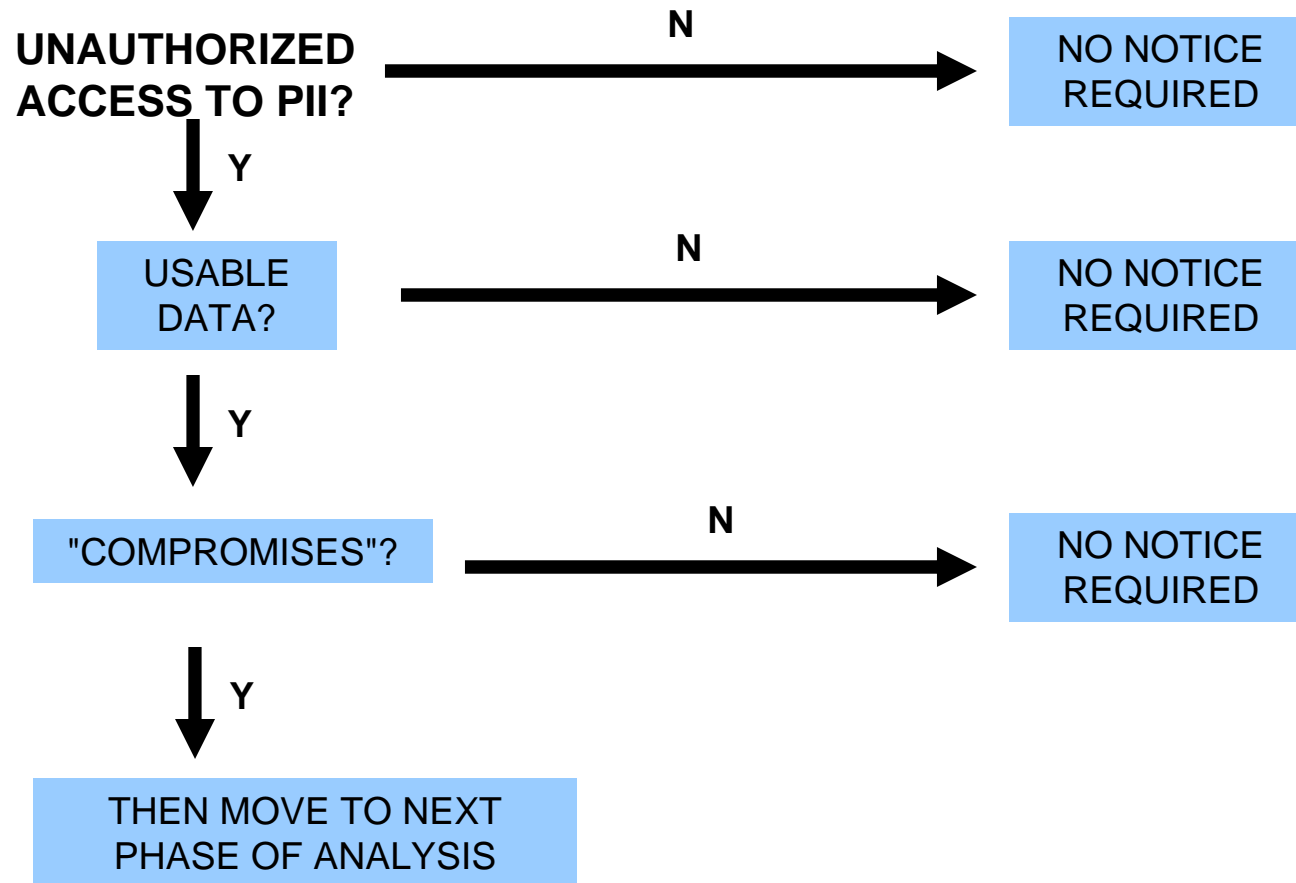 UNAUTHORIZED
ACCESS TO PII?
N
NO NOTICE
REQUIRED
Y
USABLE
DATA?
N
NO NOTICE
REQUIRED
Y
"COMPROMISES"?
N
NO NOTICE
REQUIRED
Y
THEN MOVE TO NEXT
PHASE OF ANALYSIS